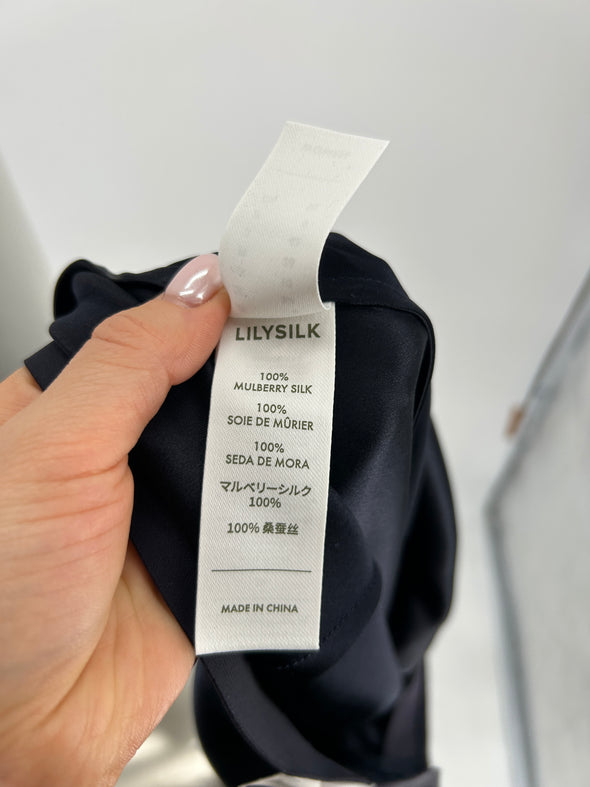 LILYSILK
100%
MULBERRY SILK
100%
SOIE DE MÛRIER
100%
SEDA DE MORA
マルベリーシルク
100%
100% 桑蚕丝
MADE IN CHINA